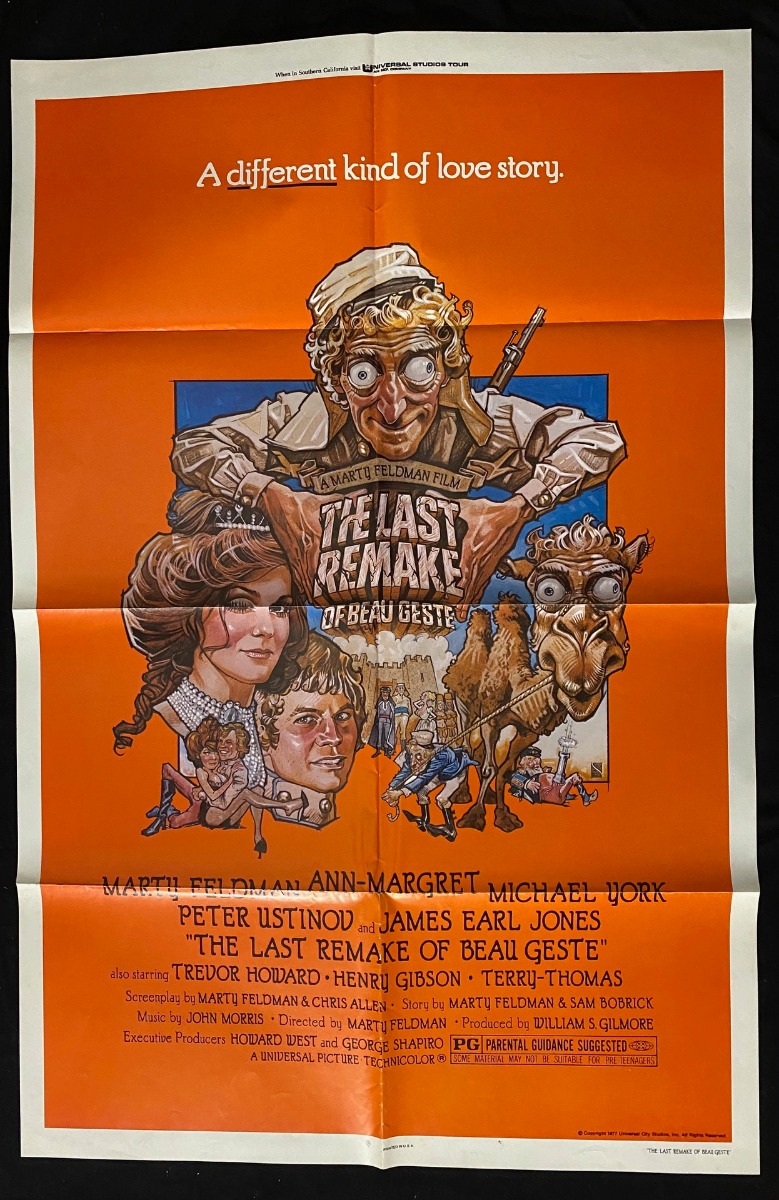 When in Southern California visit UNIVERSAL STUDIOS TOUR
AN MCA COMPANY
A different kind of love story.
A MARTY FELDMAN FILM
THE LAST
REMAKE
OF BEAU GESTE
MARTY FELDMAN ANN-MARGRET MICHAEL YORK
PETER USTINOV and JAMES EARL JONES
"THE LAST REMAKE OF BEAU GESTE"
also starring TREVOR HOWARD • HENRY GIBSON • TERRY-THOMAS
Screenplay by MARTY FELDMAN & CHRIS ALLEN • Story by MARTY FELDMAN & SAM BOBRICK
Music by JOHN MORRIS • Directed by MARTY FELDMAN • Produced by WILLIAM S. GILMORE
Executive Producers HOWARD WEST and GEORGE SHAPIRO
PG PARENTAL GUIDANCE SUGGESTED
SOME MATERIAL MAY NOT BE SUITABLE FOR PRE-TEENAGERS
A UNIVERSAL PICTURE • TECHNICOLOR®
© Copyright 1977 Universal City Studios, Inc. All Rights Reserved.
"THE LAST REMAKE OF BEAU GESTE"